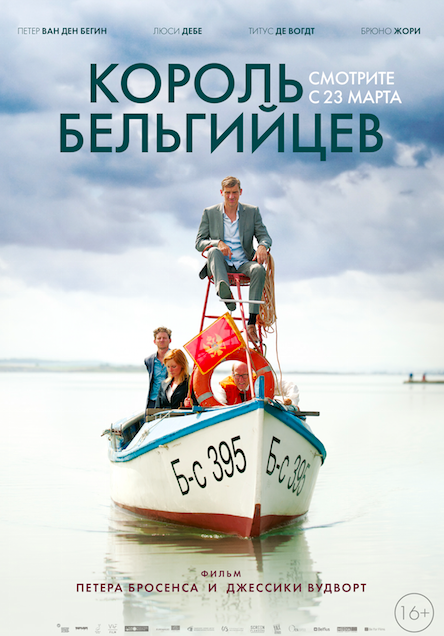 ПЕТЕР ВАН ДЕН БЕГИН ЛЮСИ ДЕБЕ ТИТУС ДЕ ВОГДТ БРЮНО ЖОРИ
КОРОЛЬ
СМОТРИТЕ
С 23 МАРТА
БЕЛЬГИЙЦЕВ
Б-с 395
Б-с 395
ФИЛЬМ
ПЕТЕРА БРОСЕНСА И ДЖЕССИКИ ВУДВОРТ
16+